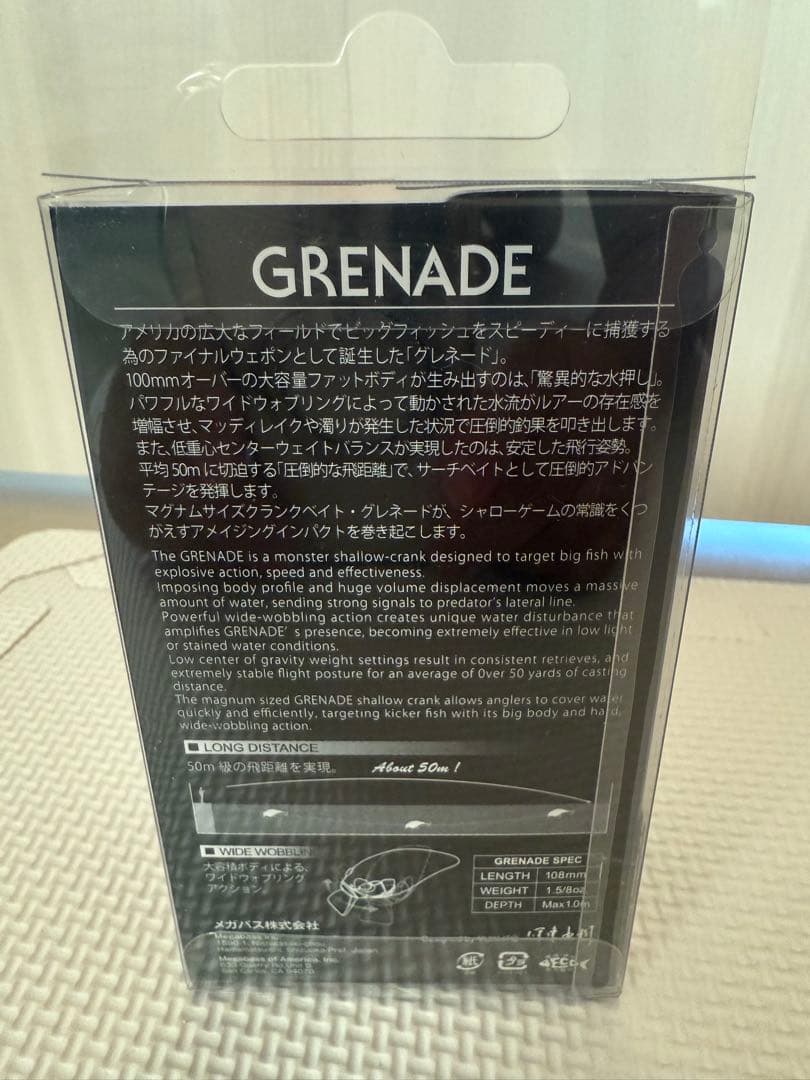 GRENADE
アメリカの広大なフィールドでビッグフィッシュをスピーディーに捕獲する
為のファイナルウェポンとして誕生した「グレネード」。
100mmオーバーの大容量ファットボディが生み出すのは、「驚異的な水押し」。
パワフルなワイドウォブリングによって動かされた水流がルアーの存在感を
増幅させ、マッディレイクや濁りが発生した状況で圧倒的釣果を叩き出します。
また、低重心センターウェイトバランスが実現したのは、安定した飛行姿勢。
平均50mに切迫する「圧倒的な飛距離」で、サーチベイトとして圧倒的アドバン
テージを発揮します。
マグナムサイズクランクベイト・グレネードが、シャローゲームの常識をくつ
がえすアメイジングインパクトを巻き起こします。
The GRENADE is a monster shallow-crank designed to target big fish with
explosive action, speed and effectiveness.
Imposing body profile and huge volume displacement moves a massive
amount of water, sending strong signals to predator's lateral line.
Powerful wide-wobbling action creates unique water disturbance that
amplifies GRENADE' s presence, becoming extremely effective in low light
or stained water conditions.
Low center of gravity weight settings result in consistent retrieves, and
extremely stable flight posture for an average of 0ver 50 yards of casting
distance.
The magnum sized GRENADE shallow crank allows anglers to cover water
quickly and efficiently, targeting kicker fish with its big body and hard,
wide-wobbling action.
■ LONG DISTANCE
50m級の飛距離を実現。 About 50m !
■ WIDE WOBBLIN
大容積ボディによる、
ワイドウォブリング
アクション。
GRENADE SPEC
LENGTH 108mm
WEIGHT 1.5/8oz
DEPTH Max1.0m
メガバス株式会社
Megabass Inc.
Hamamatsushi, Shizuoka-Pref. Japan
Megabass of America, Inc.
San Carlos, CA 94070
Designed by
紙 プラ ECO